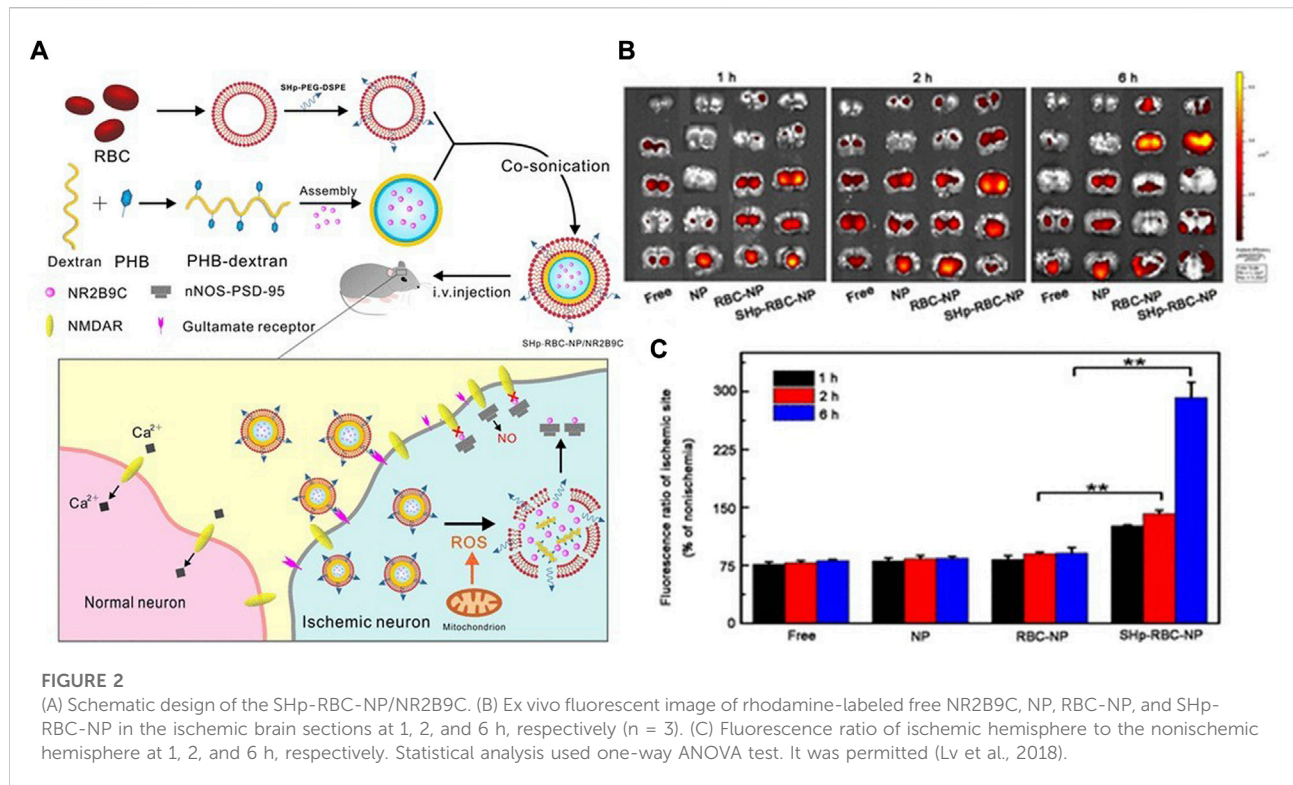 A
SHp-PEG-DSPE
RBC
Co-sonication
Assembly
Dextran
+
PHB
PHB-dextran
NR2B9C
nNOS-PSD-95
NMDAR
Gultamate receptor
i.v.injection
SHp-RBC-NP/NR2B9C
Ca2+
Ca2+
Normal neuron
NO
ROS
Mitochondrion
Ischemic neuron
B
1 h
2 h
6 h
Free
NP
RBC-NP
SHp-RBC-NP
Free
NP
RBC-NP
SHp-RBC-NP
Free
NP
RBC-NP
SHp-RBC-NP
C
Fluorescence ratio of ischemic site
(% of nonischemia)
300
225
150
75
0
1 h
2 h
6 h
**
**
Free
NP
RBC-NP
SHp-RBC-NP
FIGURE 2
(A) Schematic design of the SHp-RBC-NP/NR2B9C. (B) Ex vivo fluorescent image of rhodamine-labeled free NR2B9C, NP, RBC-NP, and SHp-
RBC-NP in the ischemic brain sections at 1, 2, and 6 h, respectively (n = 3). (C) Fluorescence ratio of ischemic hemisphere to the nonischemic
hemisphere at 1, 2, and 6 h, respectively. Statistical analysis used one-way ANOVA test. It was permitted (Lv et al., 2018).